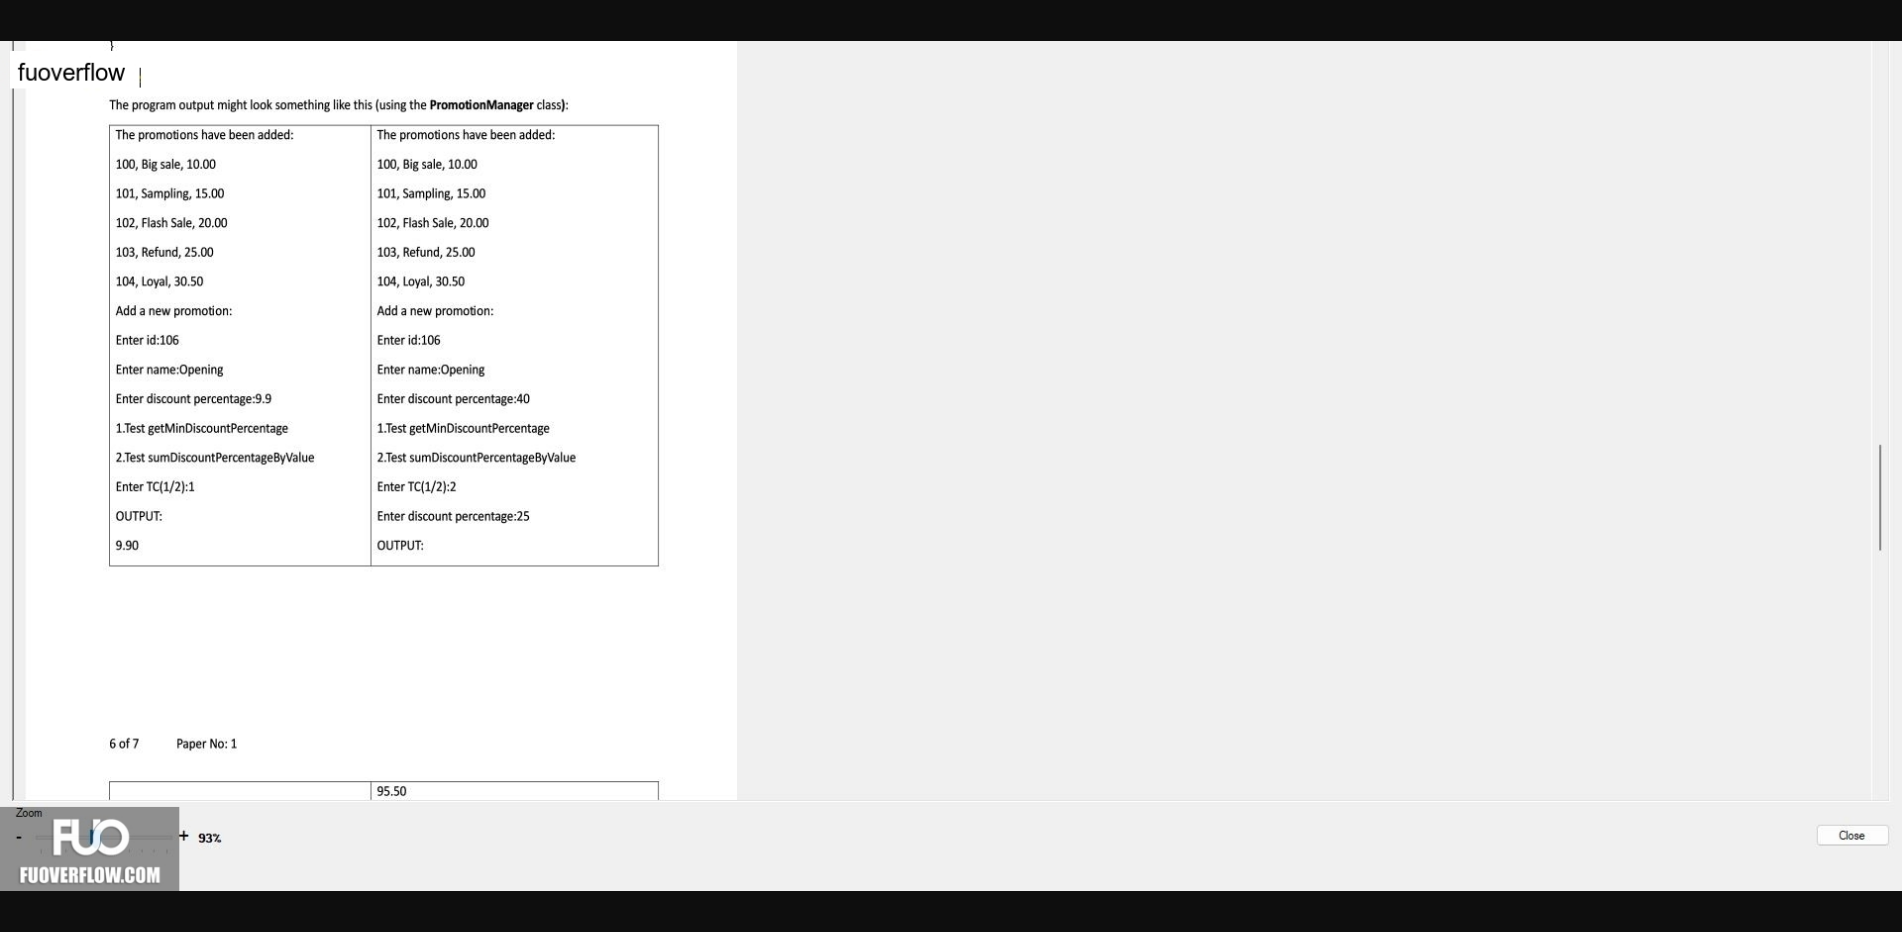 }
fuoverflow
The program output might look something like this (using the PromotionManager class):
The promotions have been added:
100, Big sale, 10.00
101, Sampling, 15.00
102, Flash Sale, 20.00
103, Refund, 25.00
104, Loyal, 30.50
Add a new promotion:
Enter id:106
Enter name:Opening
Enter discount percentage:9.9
1.Test getMinDiscountPercentage
2.Test sumDiscountPercentageByValue
Enter TC(1/2):1
OUTPUT:
9.90
The promotions have been added:
100, Big sale, 10.00
101, Sampling, 15.00
102, Flash Sale, 20.00
103, Refund, 25.00
104, Loyal, 30.50
Add a new promotion:
Enter id:106
Enter name:Opening
Enter discount percentage:40
1.Test getMinDiscountPercentage
2.Test sumDiscountPercentageByValue
Enter TC(1/2):2
Enter discount percentage:25
OUTPUT:
6 of 7 Paper No: 1
95.50
Zoom
- + 93%
FUO
FUOVERFLOW.COM
Close